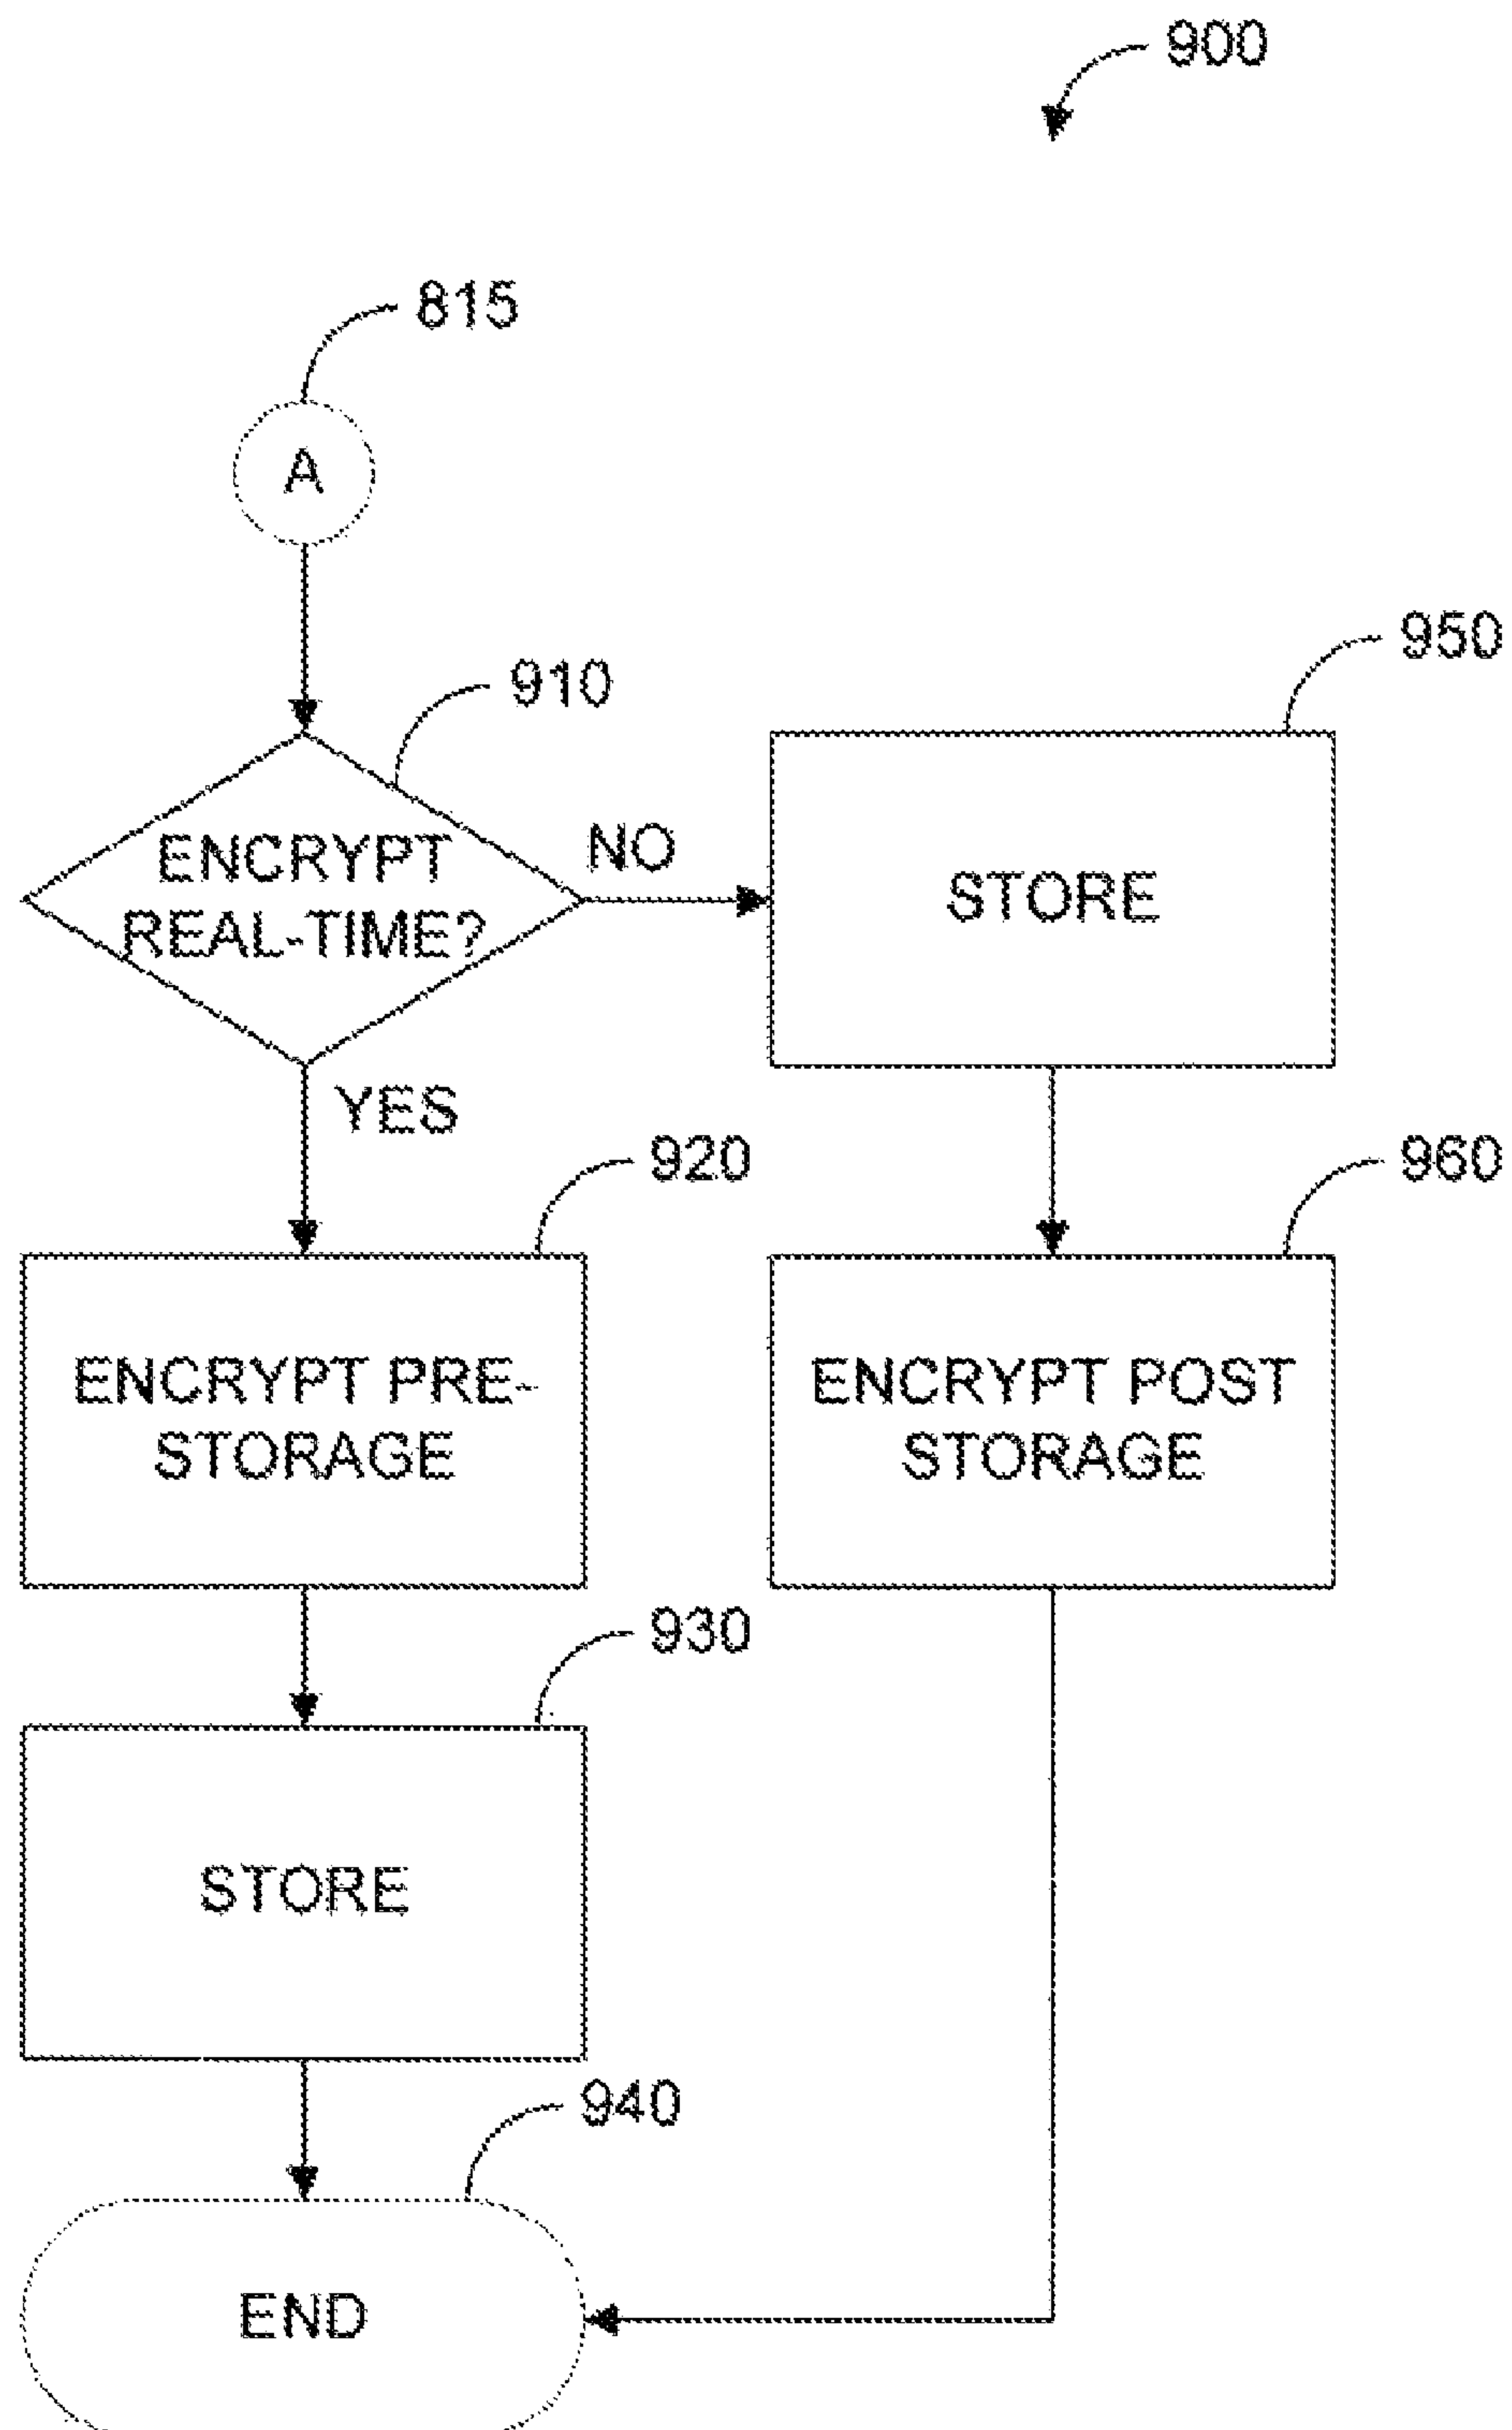 900
815
A
910
ENCRYPT
REAL-TIME?
NO
950
STORE
YES
920
ENCRYPT PRE-
STORAGE
960
ENCRYPT POST
STORAGE
930
STORE
940
END